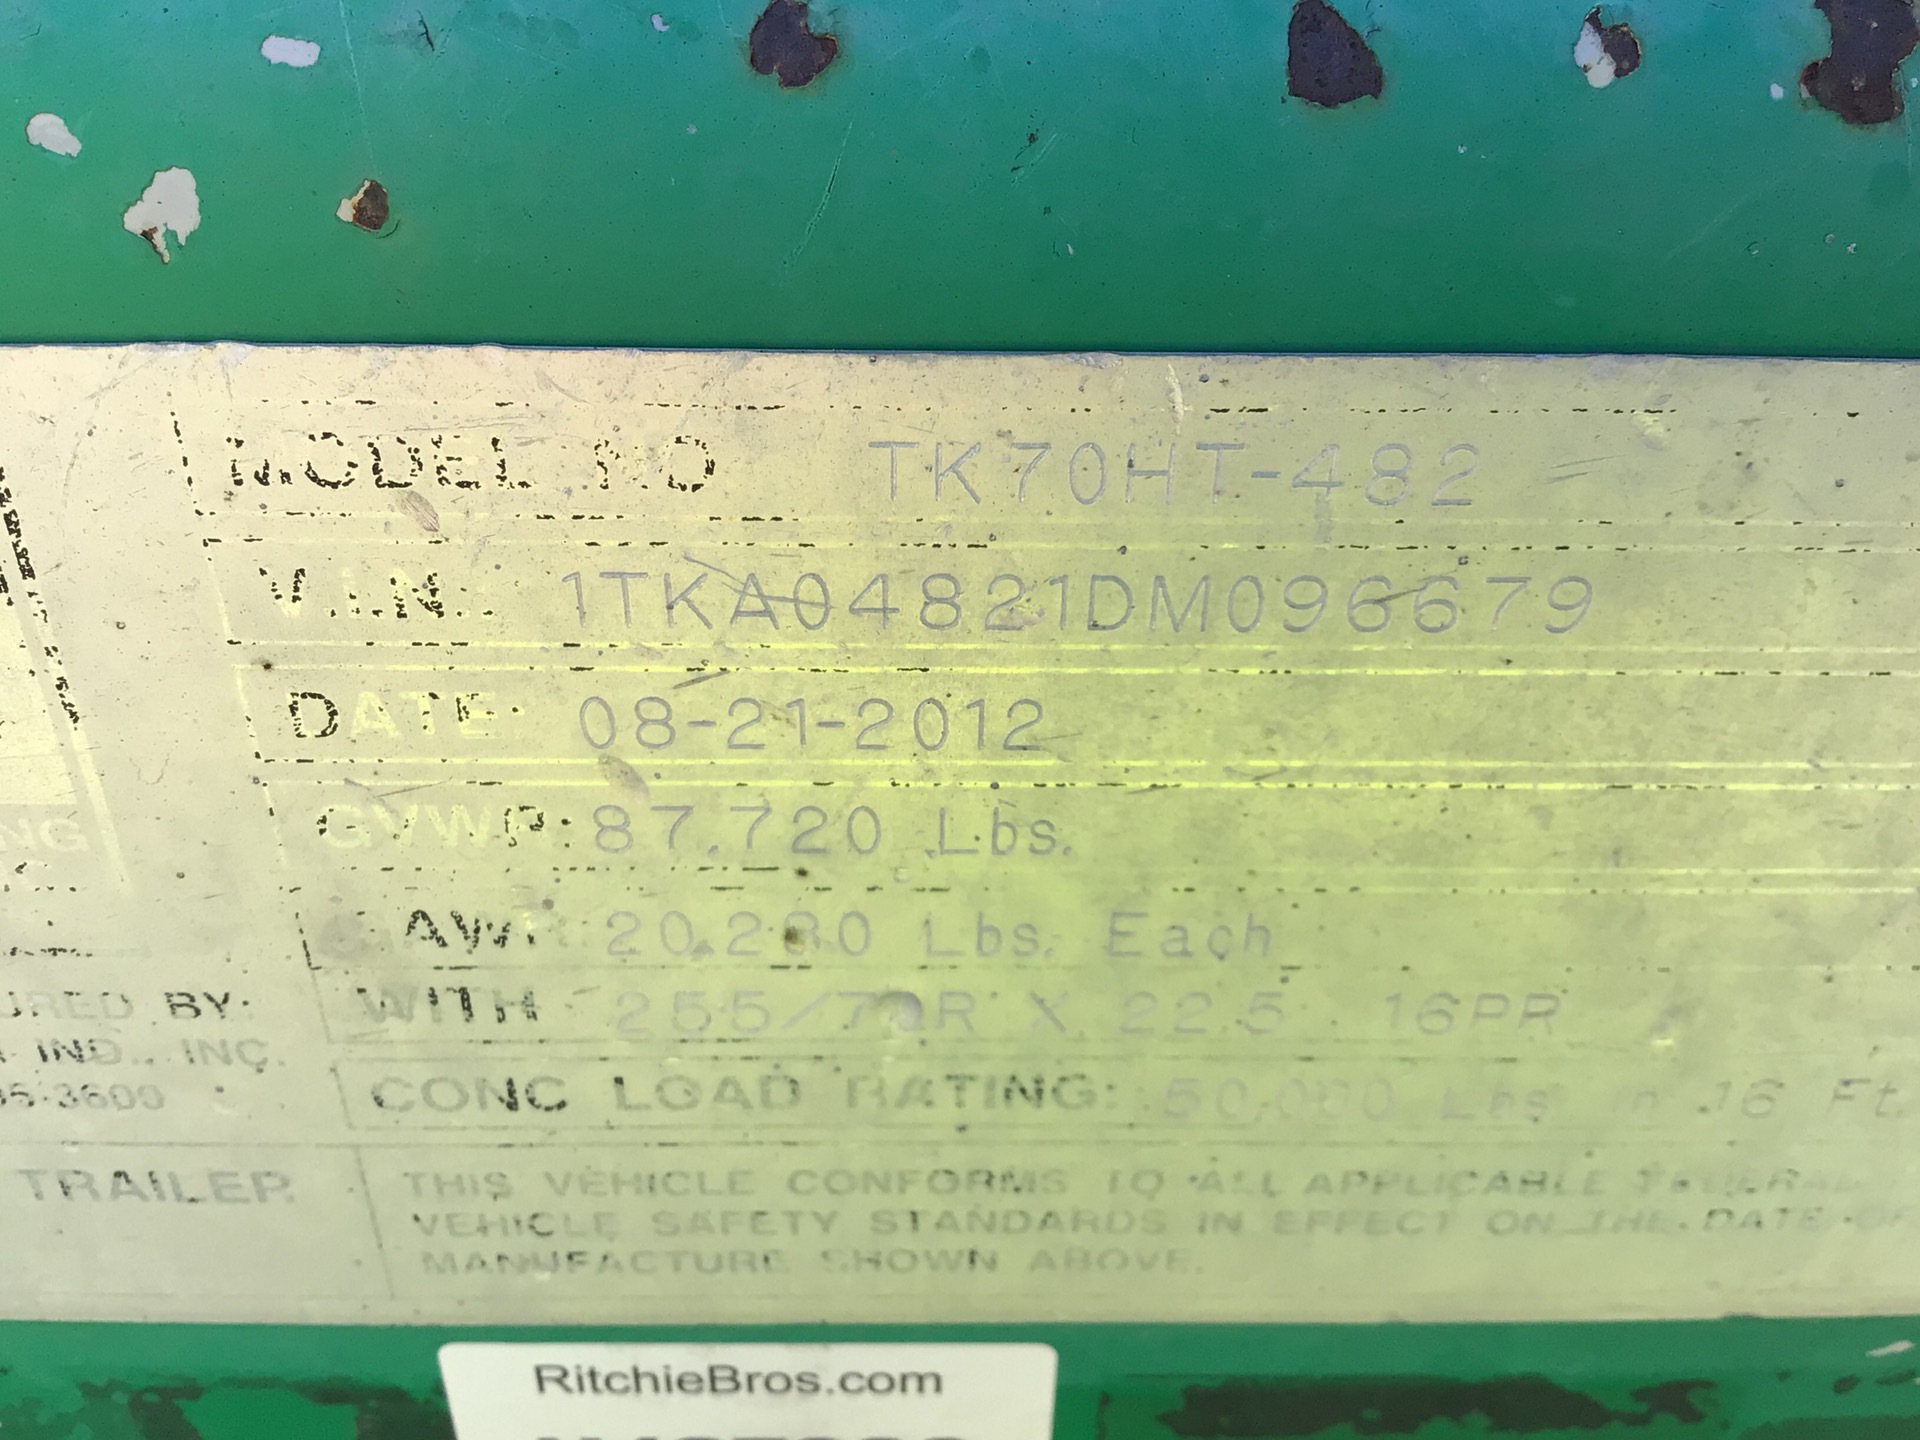 MODEL NO TK70HT-482
V.I.N.: 1TKA04821DM096679
DATE: 08-21-2012
NG
GVWR: 87,720 Lbs.
GAWR: 20,280 Lbs. Each
URED BY:
WITH 255/70R X 22.5 16PR
IND., INC.
CONC LOAD RATING: 50,000 Lbs In 16 Ft.
35-3600
TRAILER
THIS VEHICLE CONFORMS TO ALL APPLICABLE FEDERAL
VEHICLE SAFETY STANDARDS IN EFFECT ON THE DATE OF
MANUFACTURE SHOWN ABOVE.
RitchieBros.com